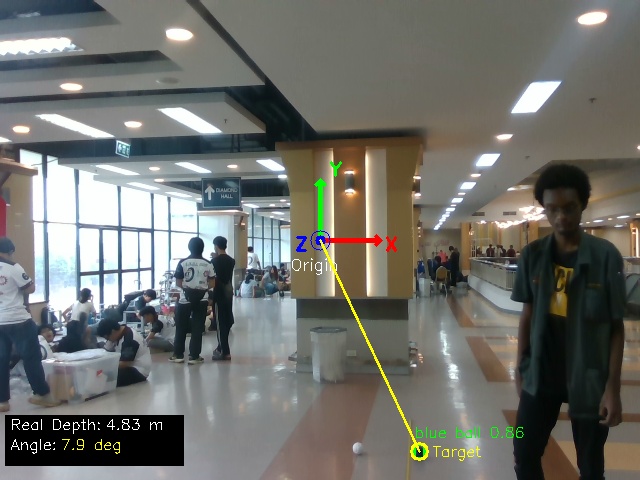 DIAMOND
HALL
Y
Z
X
Origin
blue ball 0.86
Target
Real Depth: 4.83 m
Angle: 7.9 deg